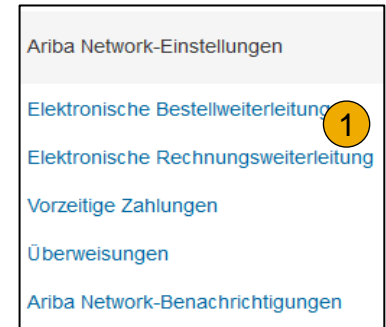 Ariba Network-Einstellungen
Elektronische Bestellweiterleitung
1
Elektronische Rechnungsweiterleitung
Vorzeitige Zahlungen
Überweisungen
Ariba Network-Benachrichtigungen